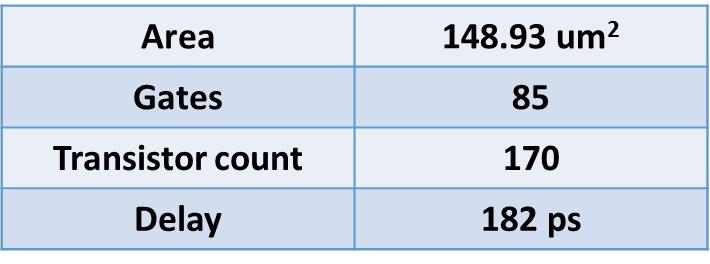 Area 148.93 um²
Gates 85
Transistor count 170
Delay 182 ps